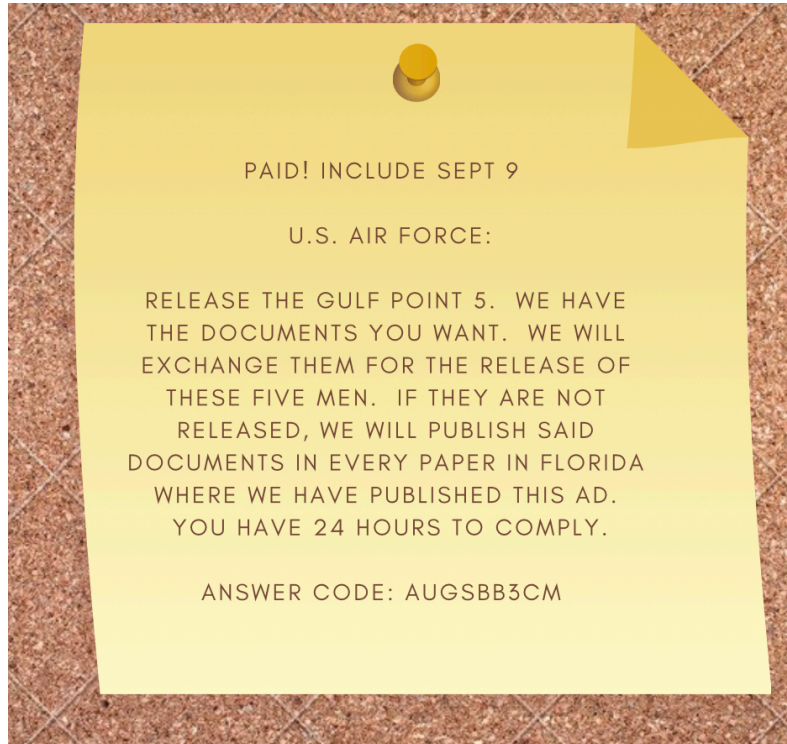 PAID! INCLUDE SEPT 9
U.S. AIR FORCE:
RELEASE THE GULF POINT 5.  WE HAVE
THE DOCUMENTS YOU WANT.  WE WILL
EXCHANGE THEM FOR THE RELEASE OF
THESE FIVE MEN.  IF THEY ARE NOT
RELEASED, WE WILL PUBLISH SAID
DOCUMENTS IN EVERY PAPER IN FLORIDA
WHERE WE HAVE PUBLISHED THIS AD.
YOU HAVE 24 HOURS TO COMPLY.
ANSWER CODE: AUGSBB3CM